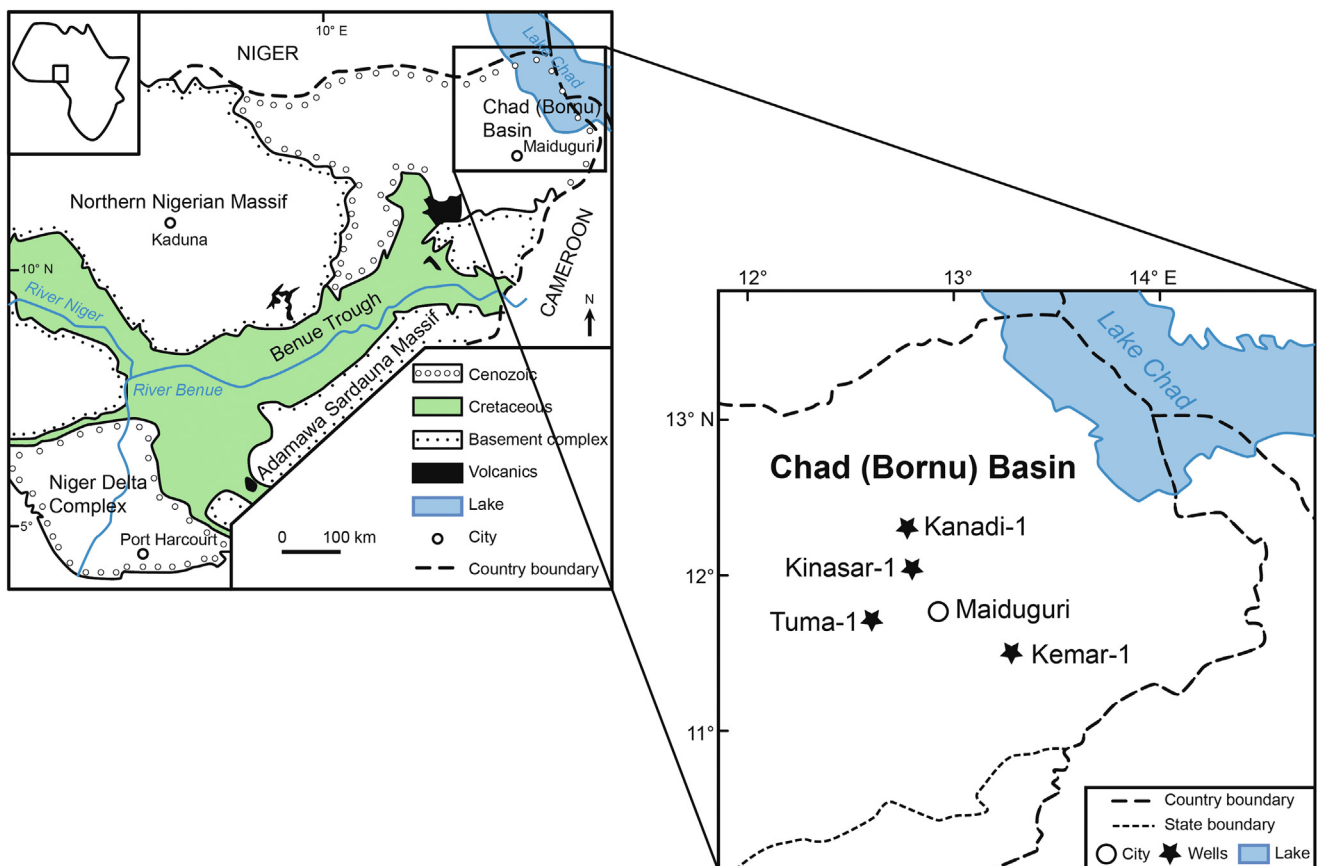 10° E
NIGER
Lake Chad
Chad (Bornu)
Basin
Maiduguri
Northern Nigerian Massif
Kaduna
CAMEROON
10° N
River Niger
Benue Trough
N
River Benue
Adamawa Sardauna Massif
Niger Delta
Complex
5°
Port Harcourt
Cenozoic
Cretaceous
Basement complex
Volcanics
Lake
City
Country boundary
0 100 km
12° 13° 14° E
Lake Chad
13° N
Chad (Bornu) Basin
Kanadi-1
12°
Kinasar-1
Maiduguri
Tuma-1
Kemar-1
11°
Country boundary
State boundary
City Wells Lake